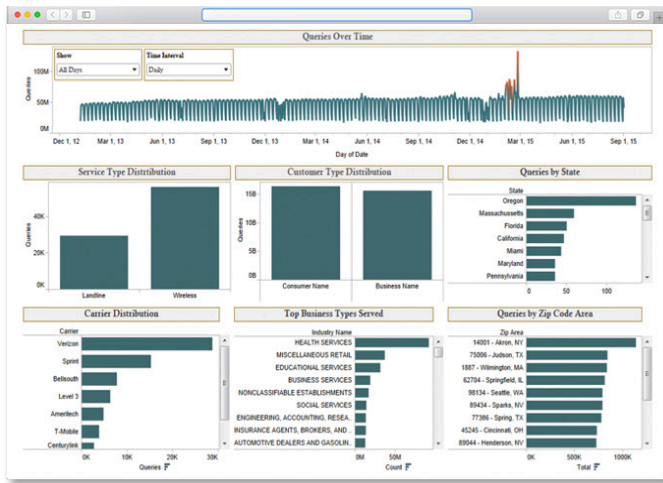 Queries Over Time
Show
Time Interval
All Days
Daily
Queries
100M
50M
0M
Dec 1, 12
Mar 1, 13
Jun 1, 13
Sep 1, 13
Dec 1, 13
Mar 1, 14
Jun 1, 14
Sep 1, 14
Dec 1, 14
Mar 1, 15
Jun 1, 15
Sep 1, 15
Day of Date
Service Type Distribution
Queries
40K
20K
0K
Landline
Wireless
Customer Type Distribution
Queries
15B
10B
5B
0B
Consumer Name
Business Name
Queries by State
State
Oregon
Massachusetts
Florida
California
Miami
Maryland
Pennsylvania
0
50
100
Carrier Distribution
Carrier
Verizon
Sprint
Bellsouth
Level 3
Ameritech
T-Mobile
Centurytek
0K
10K
20K
30K
Queries
Top Business Types Served
Industry Name
HEALTH SERVICES
MISCELLANEOUS RETAIL
EDUCATIONAL SERVICES
BUSINESS SERVICES
NONCLASSIFIABLE ESTABLISHMENTS
SOCIAL SERVICES
ENGINEERING, ACCOUNTING, RESEA..
INSURANCE AGENTS, BROKERS, AND ..
AUTOMOTIVE DEALERS AND GASOLIN..
0M
50M
Count
Queries by Zip Code Area
Zip Area
14001 - Akron, NY
75006 - Judson, TX
1887 - Wilmington, MA
62704 - Springfield, IL
98134 - Seattle, WA
89434 - Sparks, NV
77386 - Spring, TX
45245 - Cincinnati, OH
89044 - Henderson, NV
0K
500K
1000K
Total